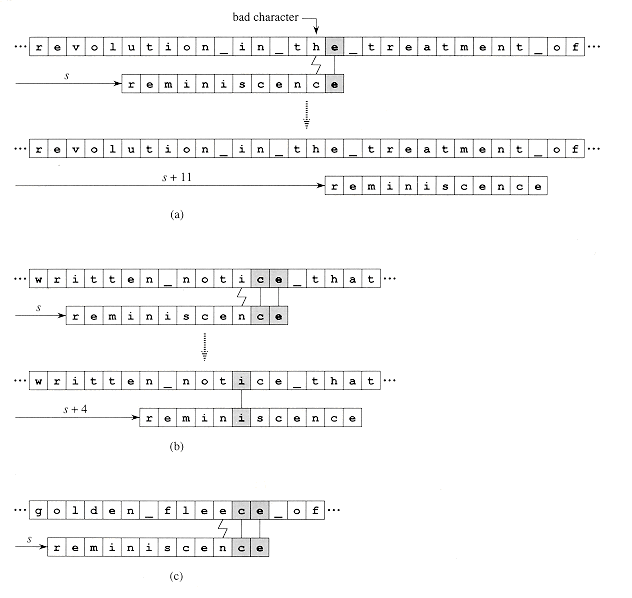 bad character
··· r e v o l u t i o n _ i n _ t h e _ t r e a t m e n t _ o f ···
s r e m i n i s c e n c e
··· r e v o l u t i o n _ i n _ t h e _ t r e a t m e n t _ o f ···
s + 11 r e m i n i s c e n c e
(a)
··· w r i t t e n _ n o t i c e _ t h a t ···
s r e m i n i s c e n c e
··· w r i t t e n _ n o t i c e _ t h a t ···
s + 4 r e m i n i s c e n c e
(b)
··· g o l d e n _ f l e e c e _ o f ···
s r e m i n i s c e n c e
(c)